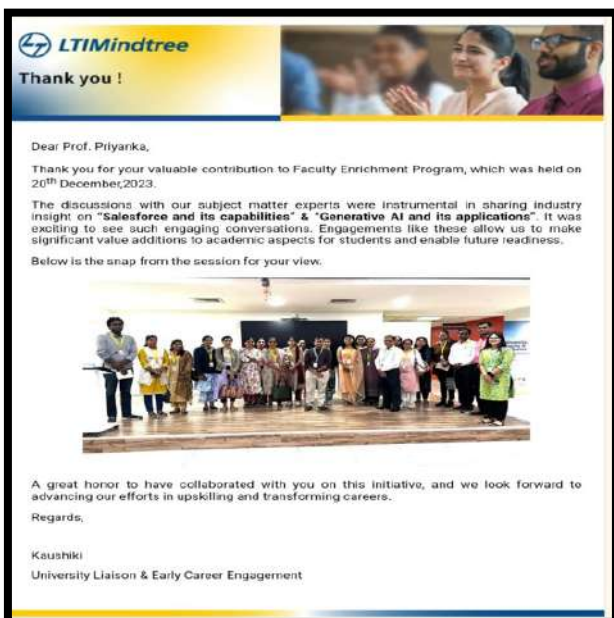 LTIMindtree
Thank you !
Dear Prof. Priyanka,
Thank you for your valuable contribution to Faculty Enrichment Program, which was held on
20th December,2023.
The discussions with our subject matter experts were instrumental in sharing industry
insight on "Salesforce and its capabilities" & "Generative AI and its applications". It was
exciting to see such engaging conversations. Engagements like these allow us to make
significant value additions to academic aspects for students and enable future readiness.
Below is the snap from the session for your view.
A great honor to have collaborated with you on this initiative, and we look forward to
advancing our efforts in upskilling and transforming careers.
Regards,
Kaushiki
University Liaison & Early Career Engagement